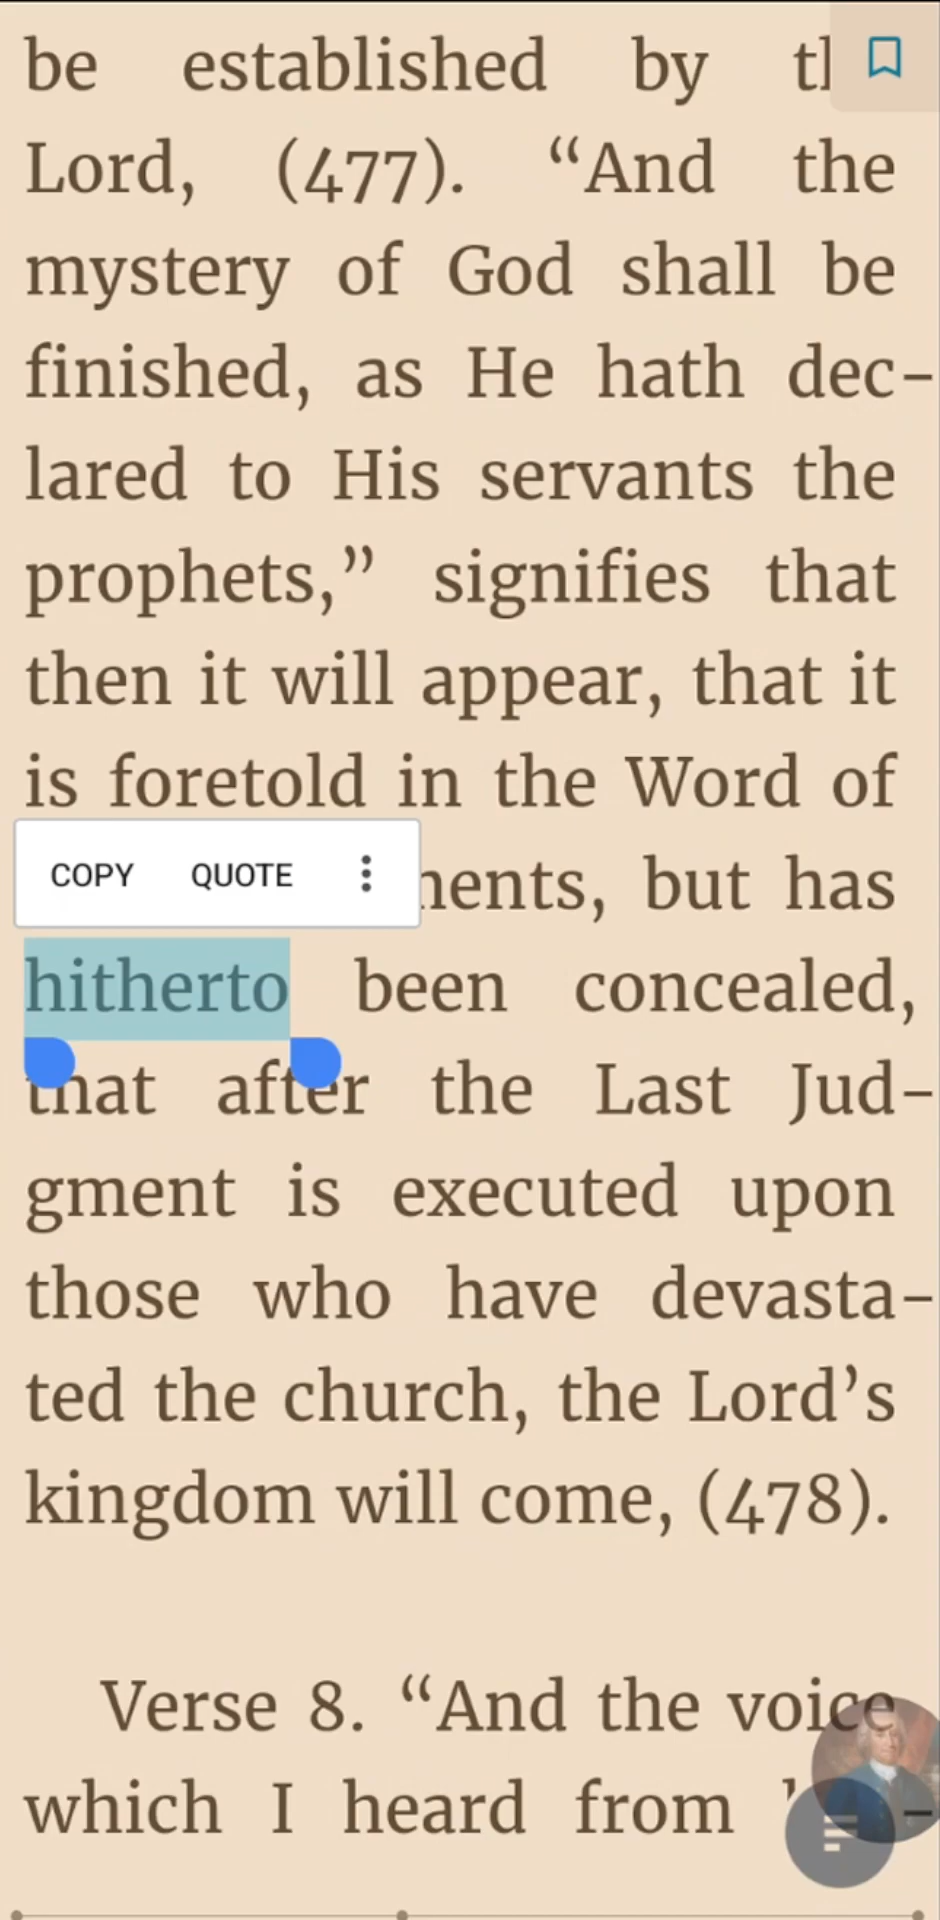 be established by
Lord, (477). “And the
mystery of God shall be
finished, as He hath dec-
lared to His servants the
prophets,” signifies that
then it will appear, that it
is foretold in the Word of
COPY QUOTE
but has
hitherto been concealed,
that after the Last Jud-
gment is executed upon
those who have devasta-
ted the church, the Lord’s
kingdom will come, (478).
Verse 8. “And the voice
which I heard from